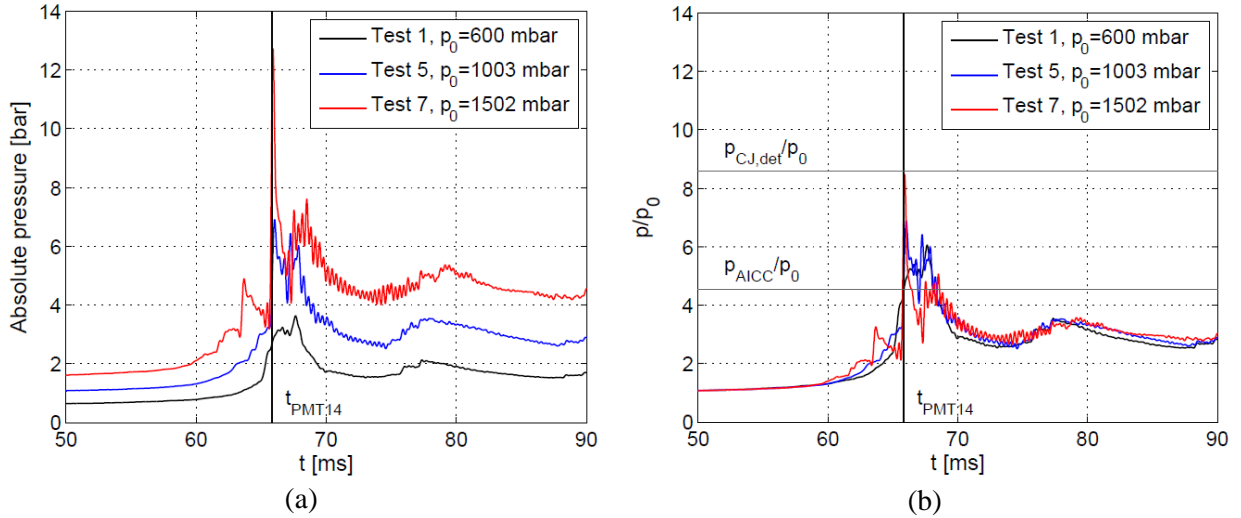 14
12
10
8
6
4
2
0
Absolute pressure [bar]
Test 1, p0=600 mbar
Test 5, p0=1003 mbar
Test 7, p0=1502 mbar
tPMT14
50 60 70 80 90
t [ms]
(a)
14
12
10
8
6
4
2
0
p/p0
Test 1, p0=600 mbar
Test 5, p0=1003 mbar
Test 7, p0=1502 mbar
pCJ,det/p0
pAICC/p0
tPMT14
50 60 70 80 90
t [ms]
(b)